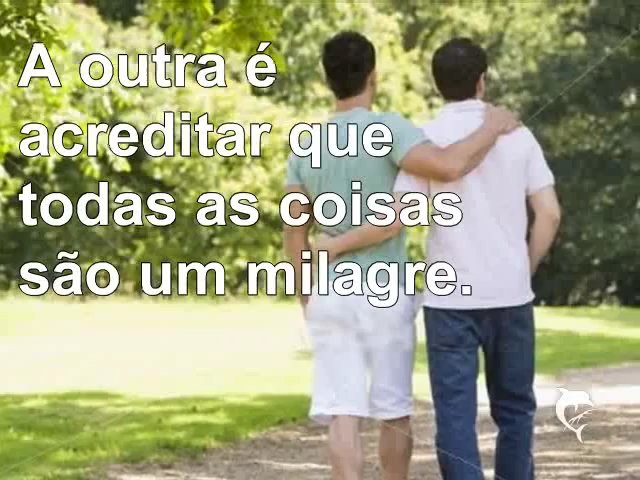 A outra é
acreditar que
todas as coisas
são um milagre.